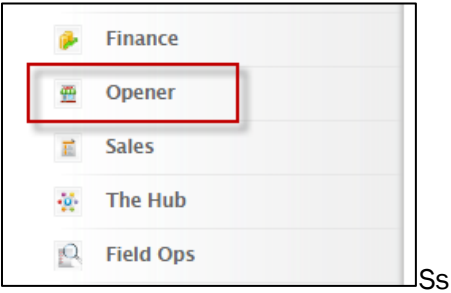 Finance
Opener
Sales
The Hub
Field Ops
Ss